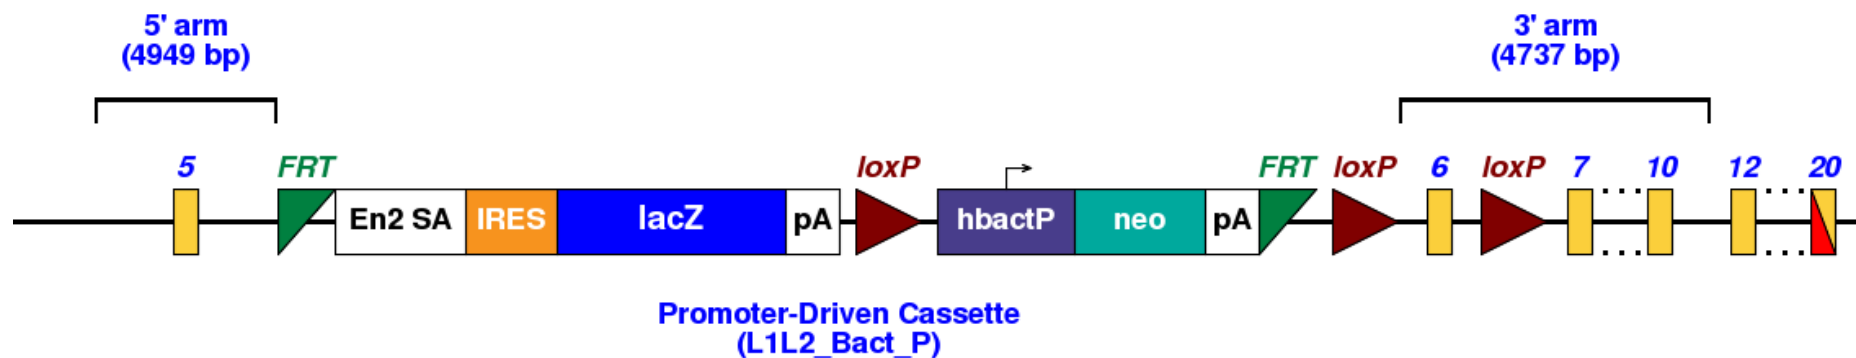 5' arm
(4949 bp)
3' arm
(4737 bp)
5 FRT loxP FRT loxP 6 loxP 7 10 12 20
En2 SA IRES lacZ pA hbactP neo pA
Promoter-Driven Cassette
(L1L2_Bact_P)